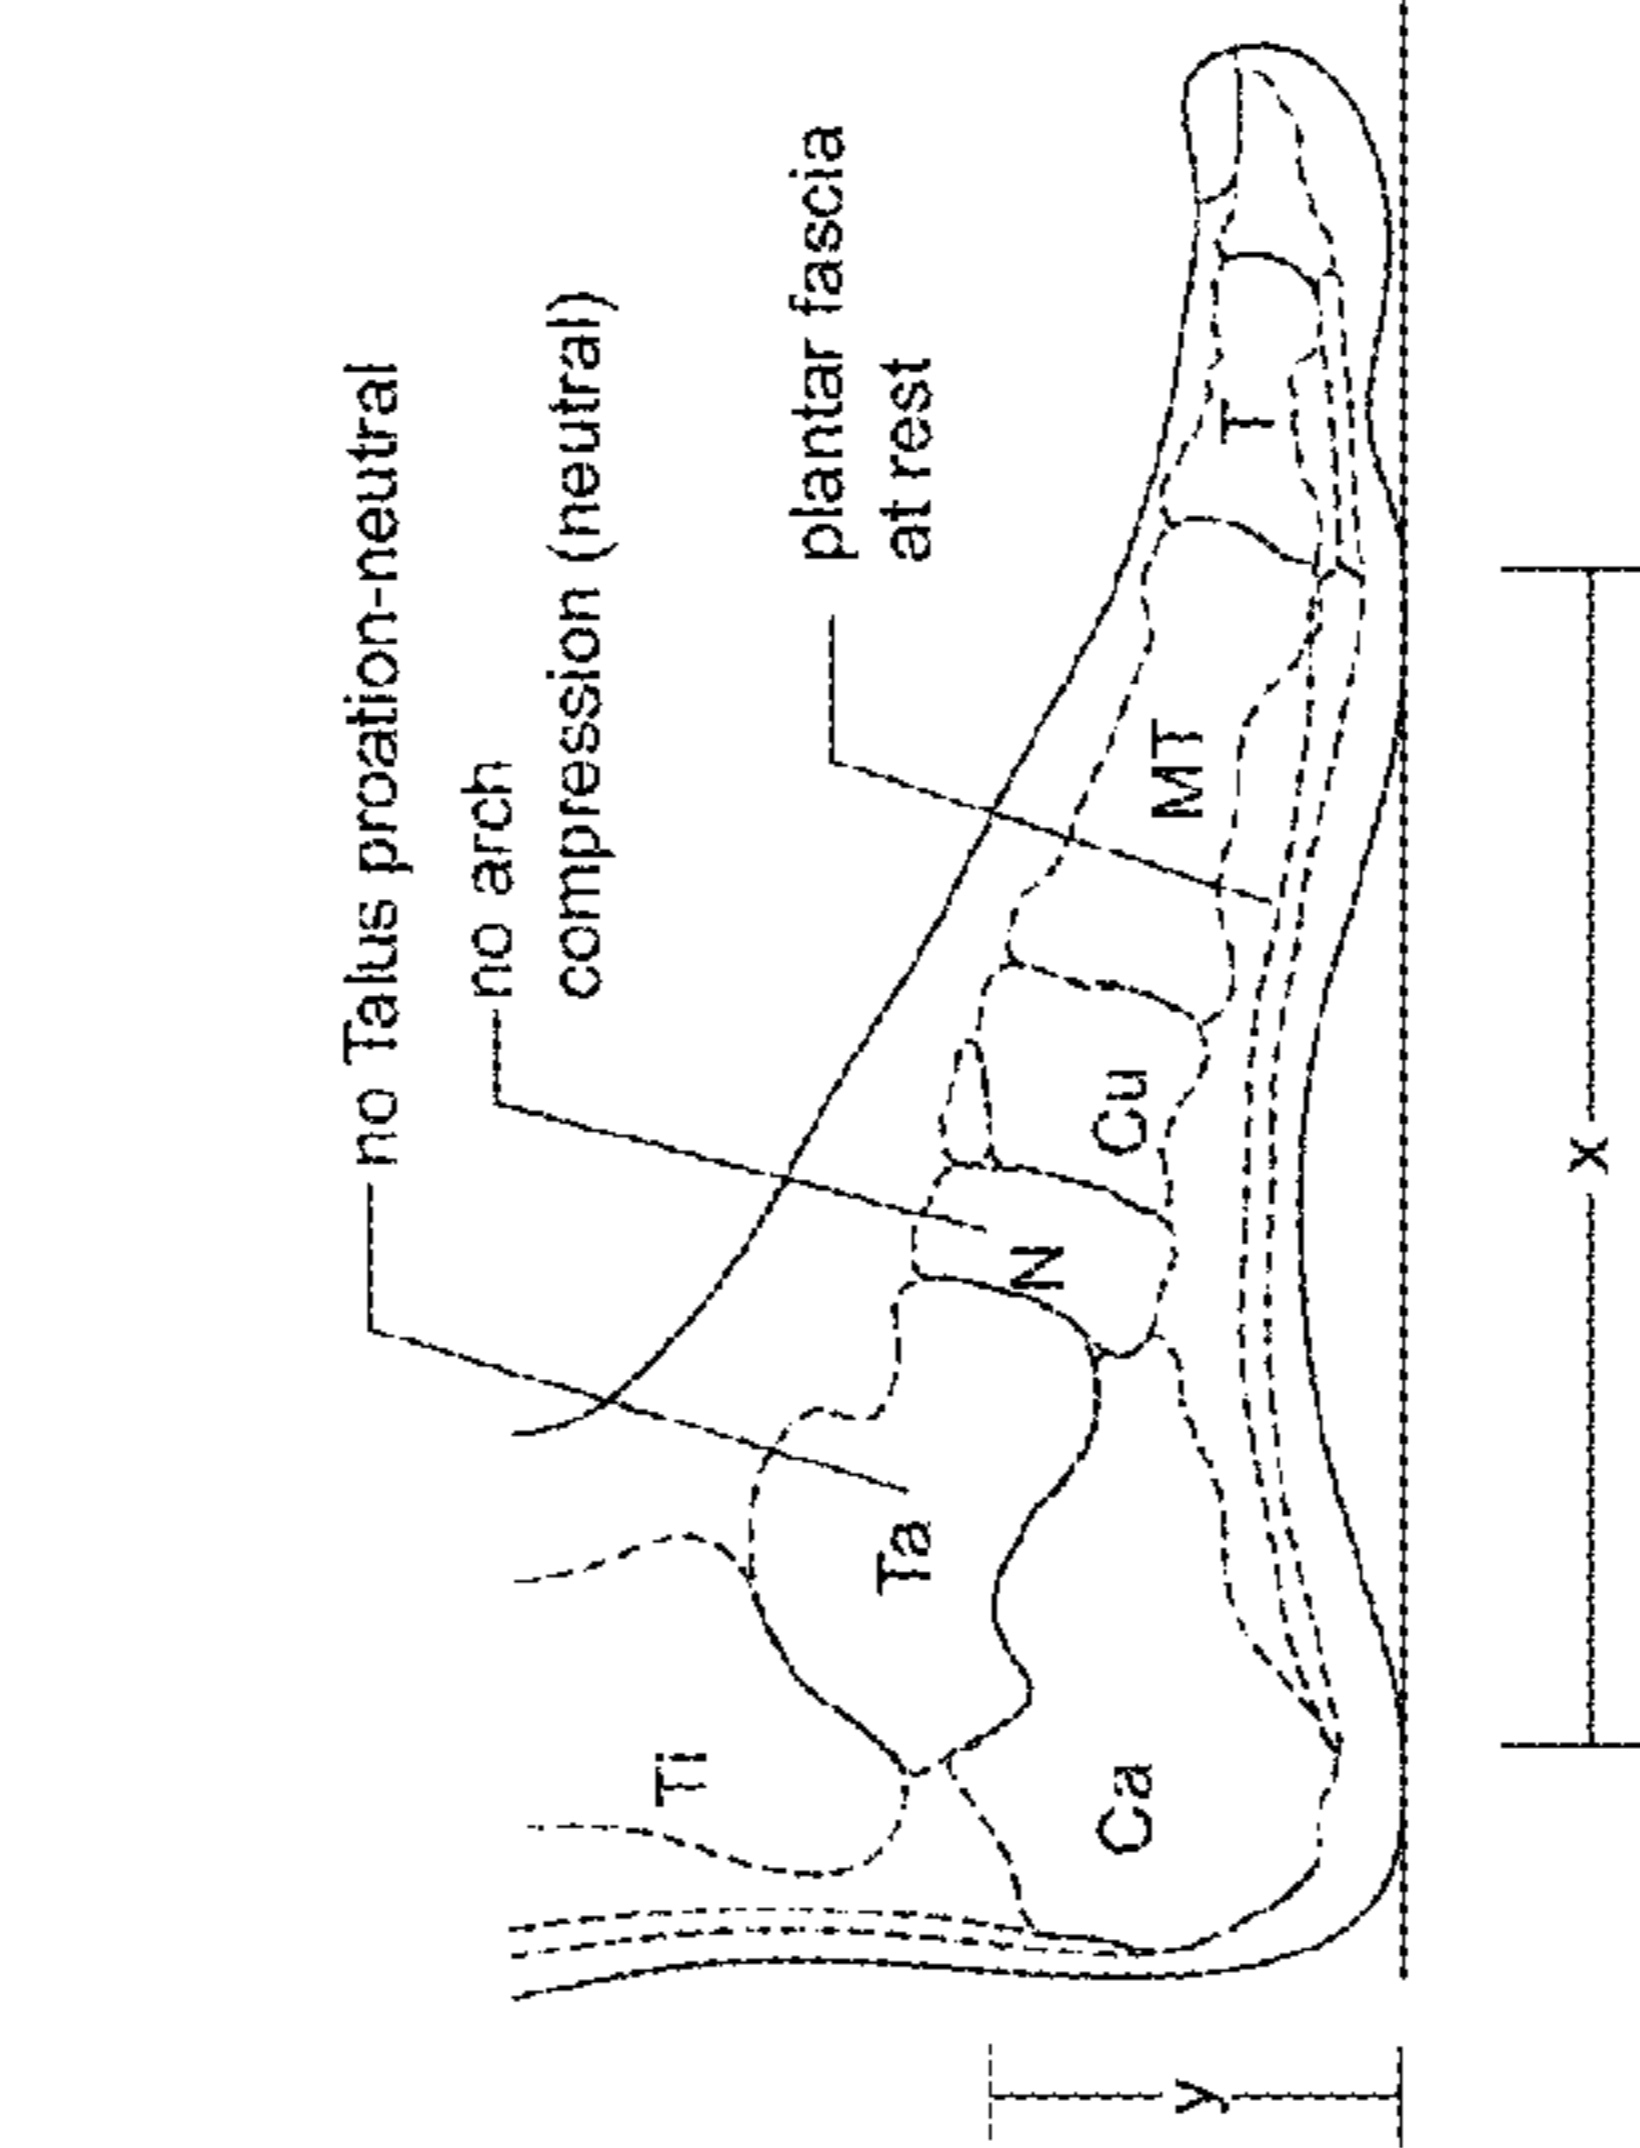 no Talus proation-neutral
no arch
compression (neutral)
plantar fascia
at rest
Ti
Ta
N
Cu
MT
T
Ca
y
x